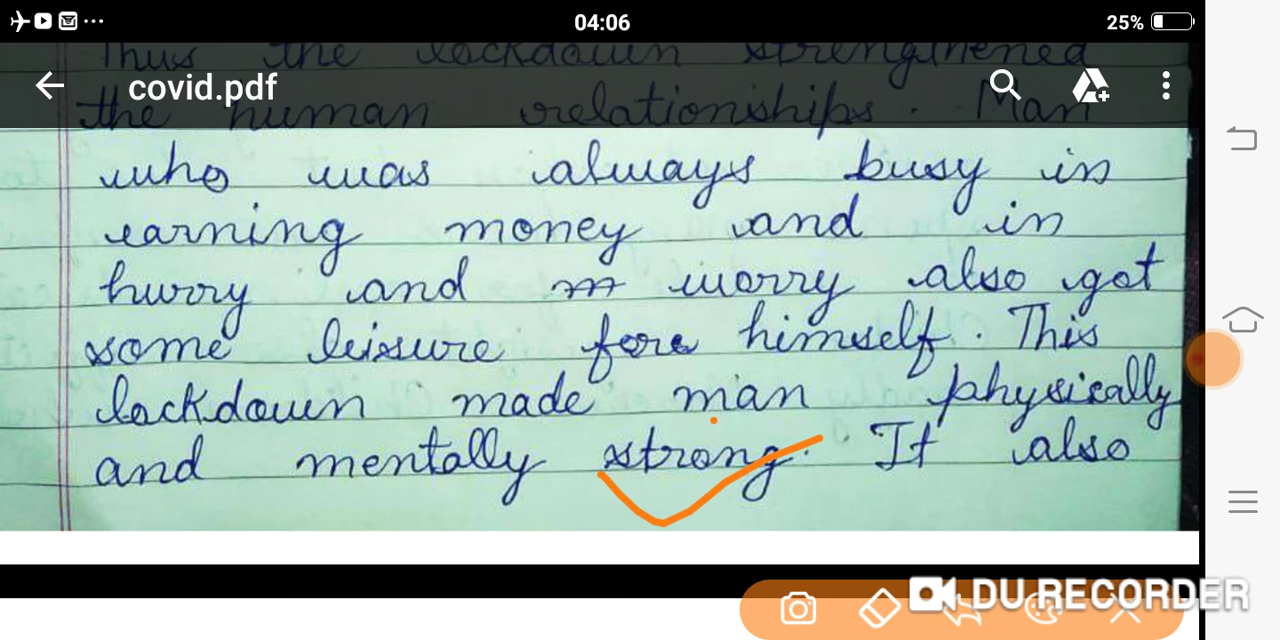 04:06
25%
Thus the lockdown strengthened
covid.pdf
the human relationships. Man
who was always busy in
earning money and in
hurry and m worry also got
some leisure fore himself. This
lockdown made man physically
and mentally strong. It also
DU RECORDER